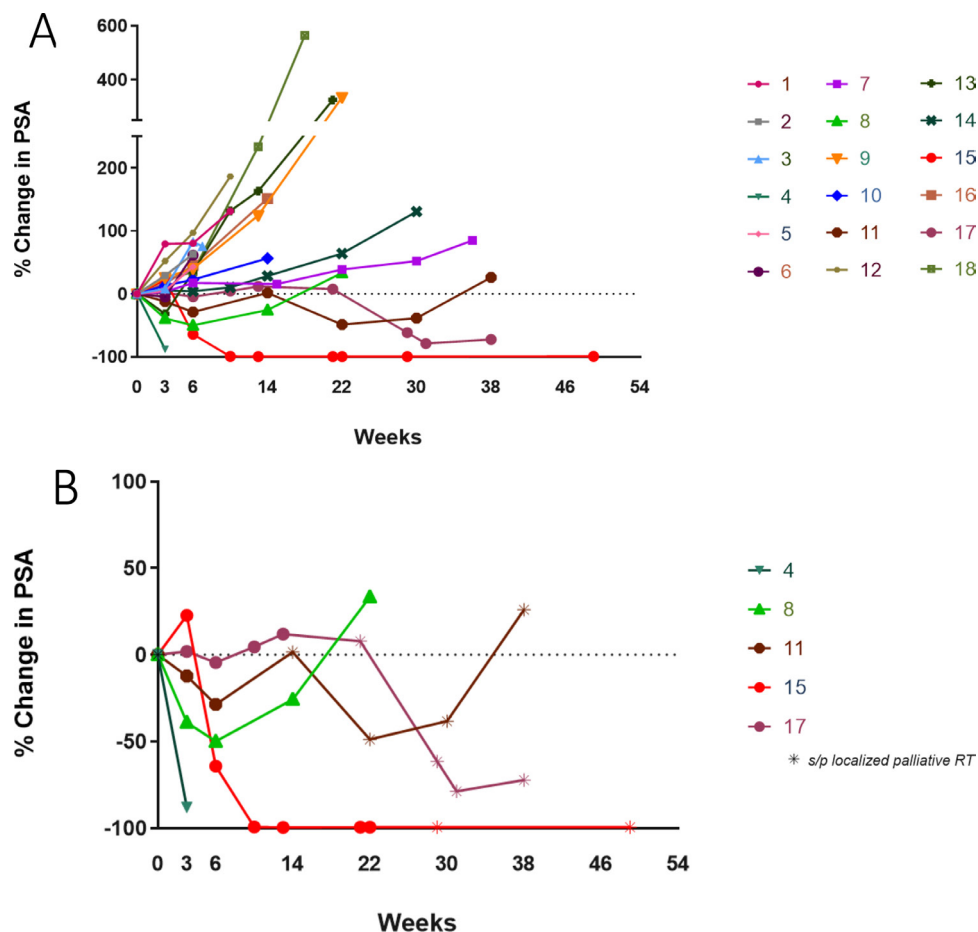 A
% Change in PSA
600
400
200
100
0
-100
0 3 6 14 22 30 38 46 54
Weeks
1 7 13
2 8 14
3 9 15
4 10 16
5 11 17
6 12 18
B
% Change in PSA
100
50
0
-50
-100
0 3 6 14 22 30 38 46 54
Weeks
4
8
11
15
17
s/p localized palliative RT